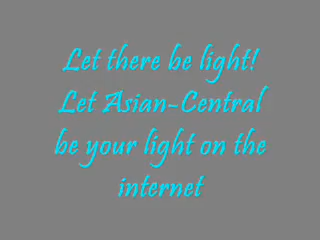 Let there be light!
Let Asian-Central
be your light on the
internet